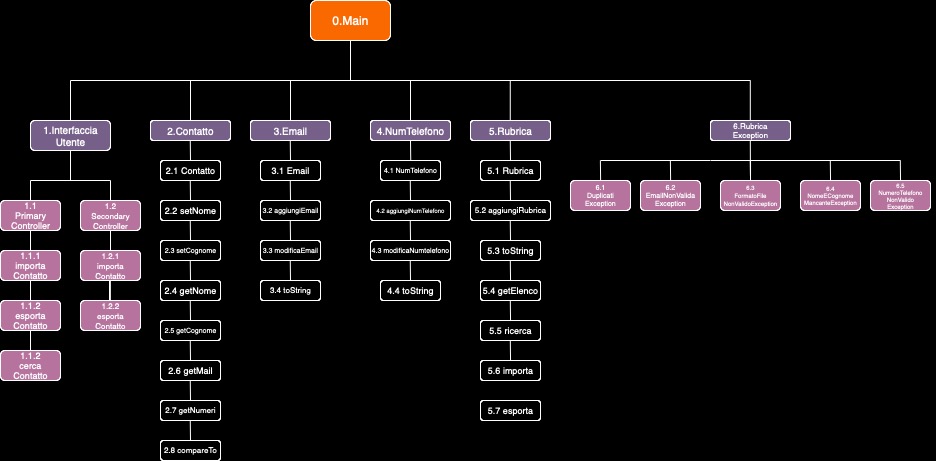 0.Main
1.Interfaccia
Utente
2.Contatto
3.Email
4.NumTelefono
5.Rubrica
6.Rubrica
Exception
1.1
Primary
Controller
1.1.1
importa
Contatto
1.1.2
esporta
Contatto
1.1.2
cerca
Contatto
1.2
Secondary
Controller
1.2.1
importa
Contatto
1.2.2
esporta
Contatto
2.1 Contatto
2.2 setNome
2.3 setCognome
2.4 getNome
2.5 getCognome
2.6 getMail
2.7 getNumeri
2.8 compareTo
3.1 Email
3.2 aggiungiEmail
3.3 modificaEmail
3.4 toString
4.1 NumTelefono
4.2 aggiungiNumTelefono
4.3 modificaNumtelefono
4.4 toString
5.1 Rubrica
5.2 aggiungiRubrica
5.3 toString
5.4 getElenco
5.5 ricerca
5.6 importa
5.7 esporta
6.1
Duplicati
Exception
6.2
EmailNonValida
Exception
6.3
FormatoFile
NonValidoException
6.4
NomeECognome
MancanteException
6.5
NumeroTelefono
NonValido
Exception